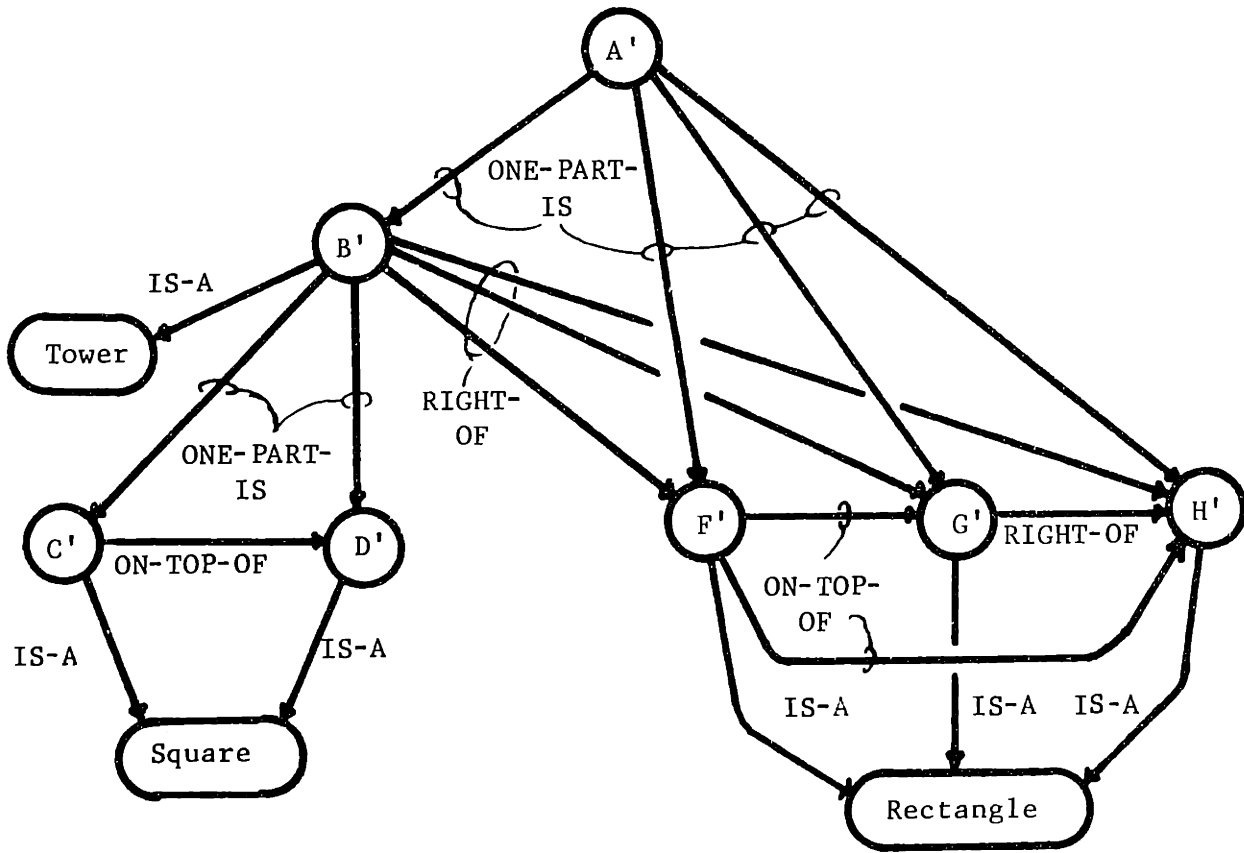 A'
ONE-PART-
IS
B'
IS-A
Tower
RIGHT-
OF
ONE-PART-
IS
C'
ON-TOP-OF
D'
F'
G'
RIGHT-OF
H'
ON-TOP-
OF
IS-A
IS-A
IS-A
IS-A
IS-A
Square
Rectangle